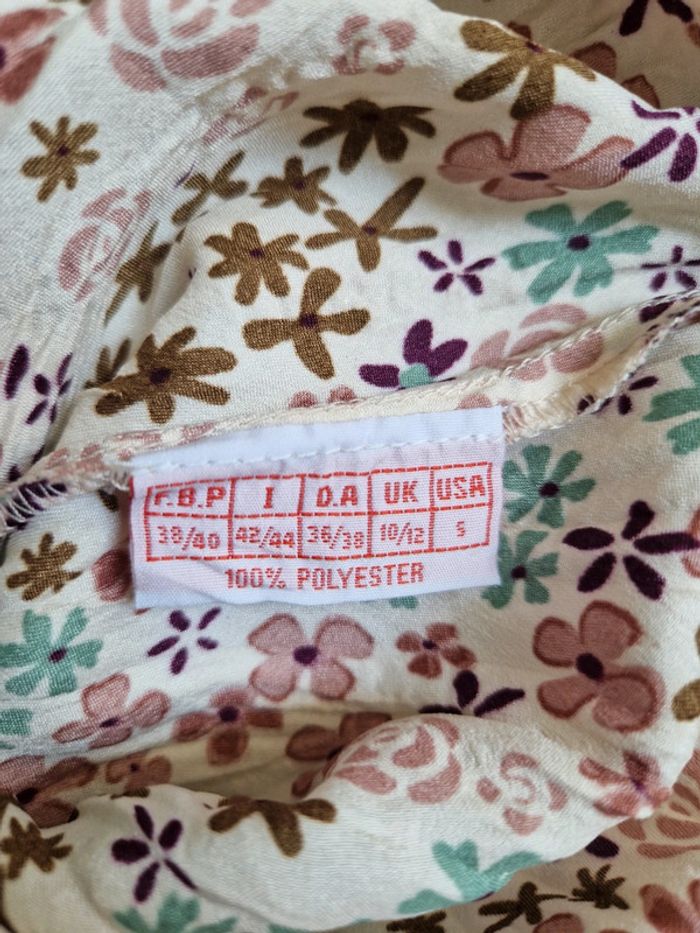 F.B.P I D.A UK USA
38/40 42/44 36/38 10/12 S
100% POLYESTER